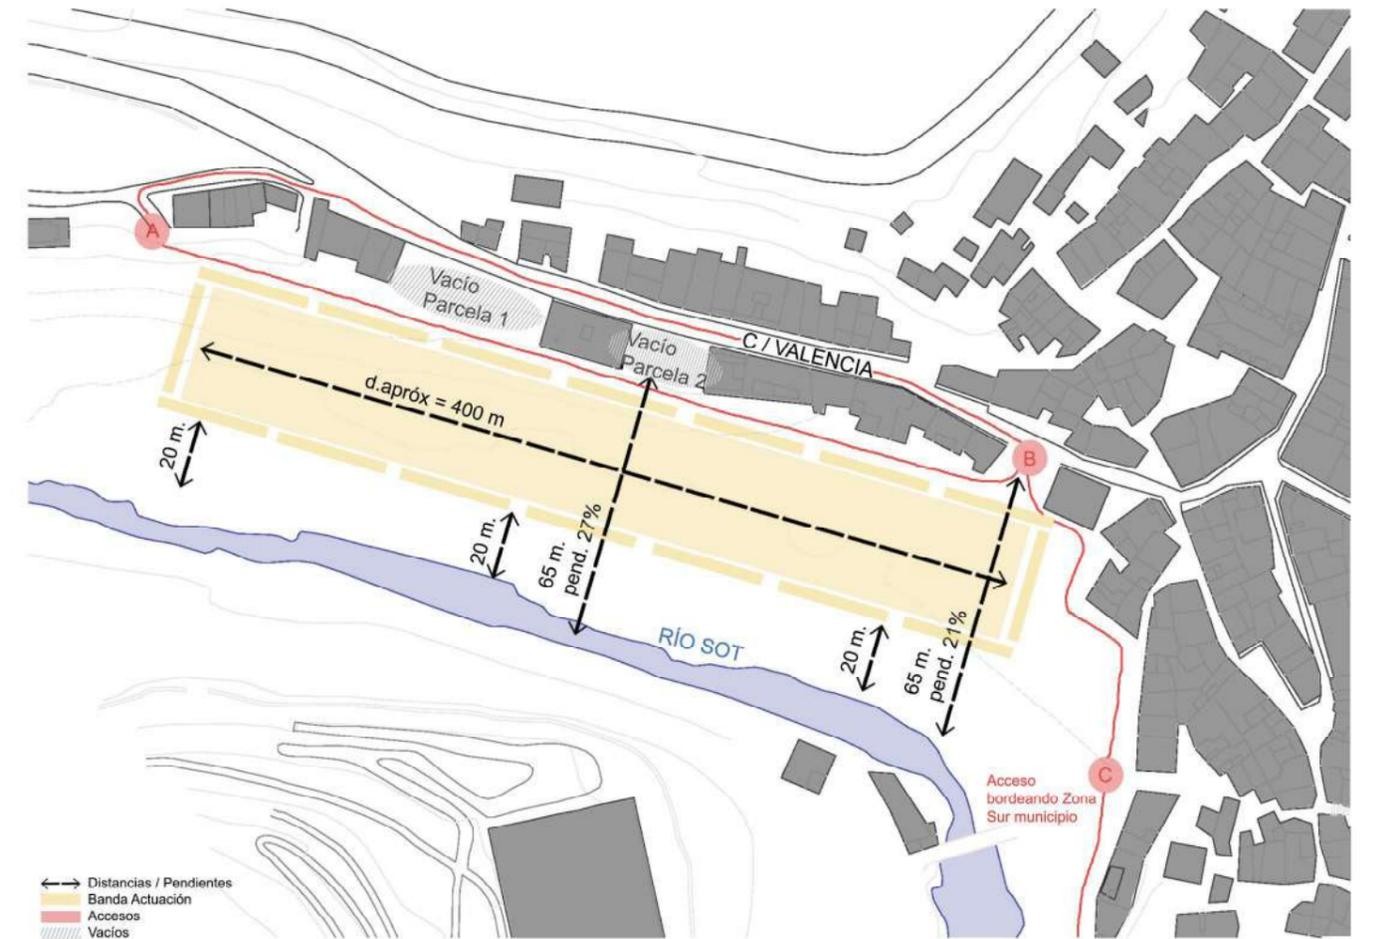 A
Vacío
Parcela 1
Vacío
Parcela 2
C / VALENCIA
d.apróx = 400 m
B
20 m.
20 m.
65 m.
pend. 27%
RÍO SOT
20 m.
65 m.
pend. 21%
C
Acceso
bordeando Zona
Sur municipio
Distancias / Pendientes
Banda Actuación
Accesos
Vacíos